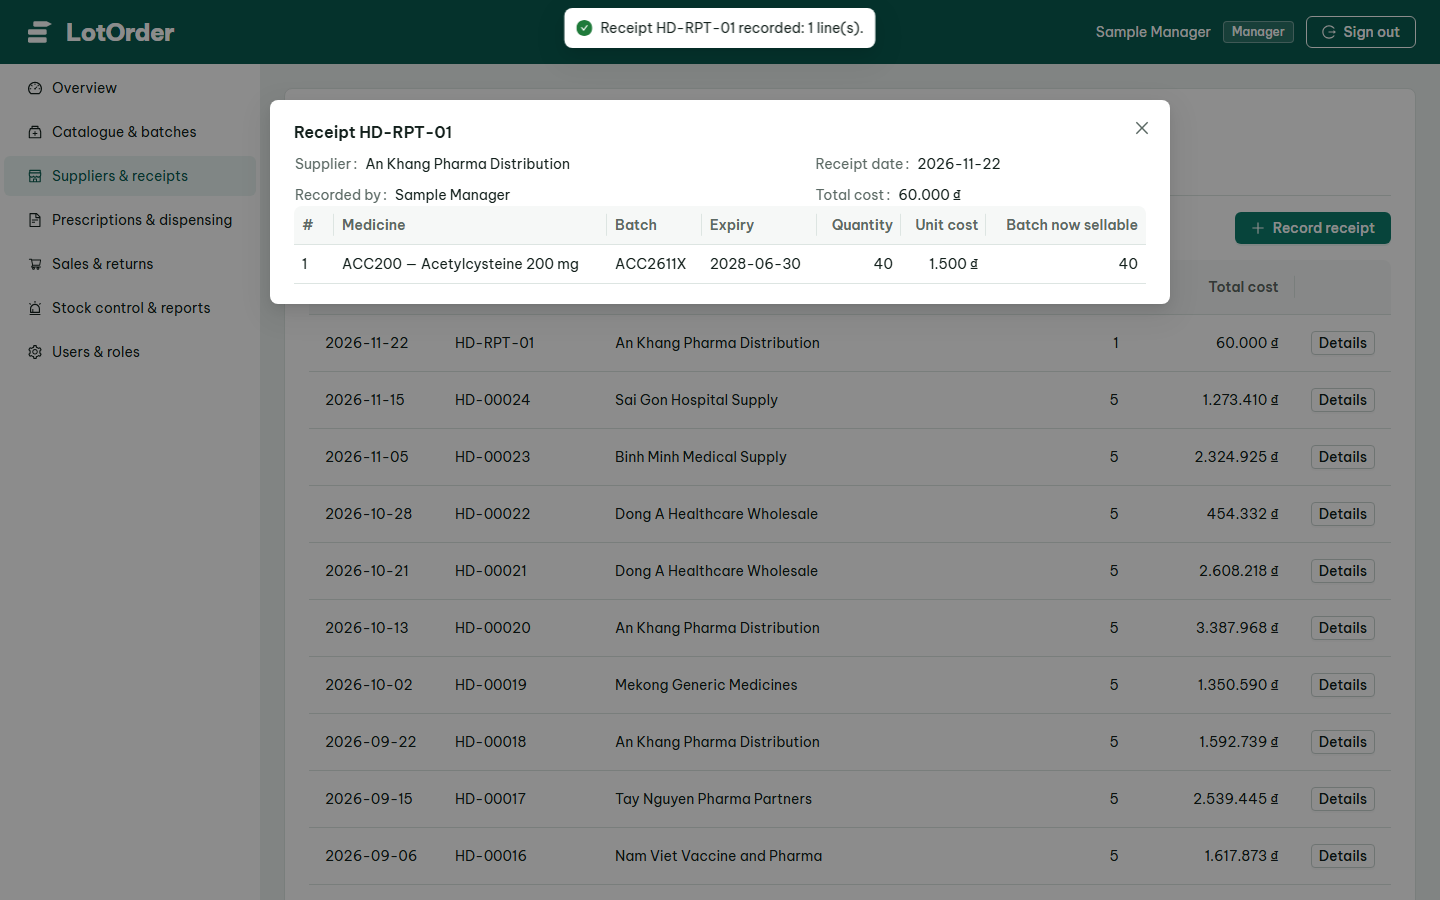 LotOrder
Receipt HD-RPT-01 recorded: 1 line(s).
Sample Manager Manager Sign out
Overview
Catalogue & batches
Suppliers & receipts
Prescriptions & dispensing
Sales & returns
Stock control & reports
Users & roles
Receipt HD-RPT-01
Supplier: An Khang Pharma Distribution Receipt date: 2026-11-22
Recorded by: Sample Manager Total cost: 60.000 ₫
# Medicine Batch Expiry Quantity Unit cost Batch now sellable
1 ACC200 — Acetylcysteine 200 mg ACC2611X 2028-06-30 40 1.500 ₫ 40
Record receipt
Total cost
2026-11-22 HD-RPT-01 An Khang Pharma Distribution 1 60.000 ₫ Details
2026-11-15 HD-00024 Sai Gon Hospital Supply 5 1.273.410 ₫ Details
2026-11-05 HD-00023 Binh Minh Medical Supply 5 2.324.925 ₫ Details
2026-10-28 HD-00022 Dong A Healthcare Wholesale 5 454.332 ₫ Details
2026-10-21 HD-00021 Dong A Healthcare Wholesale 5 2.608.218 ₫ Details
2026-10-13 HD-00020 An Khang Pharma Distribution 5 3.387.968 ₫ Details
2026-10-02 HD-00019 Mekong Generic Medicines 5 1.350.590 ₫ Details
2026-09-22 HD-00018 An Khang Pharma Distribution 5 1.592.739 ₫ Details
2026-09-15 HD-00017 Tay Nguyen Pharma Partners 5 2.539.445 ₫ Details
2026-09-06 HD-00016 Nam Viet Vaccine and Pharma 5 1.617.873 ₫ Details